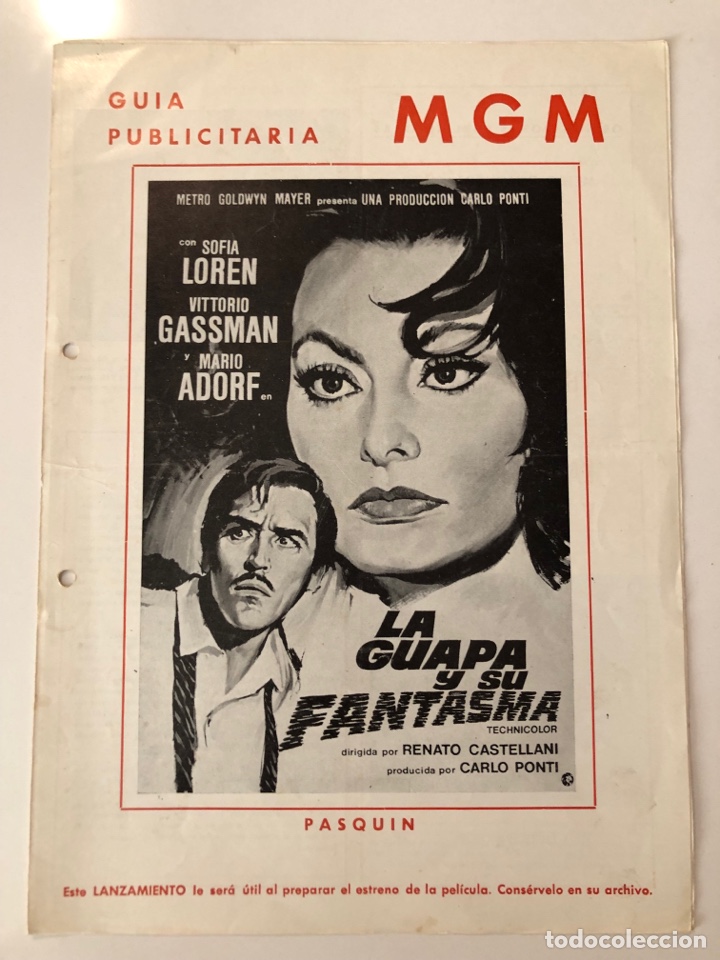 GUIA
PUBLICITARIA
MGM
METRO GOLDWYN MAYER presenta UNA PRODUCCION CARLO PONTI
con SOFIA
LOREN
VITTORIO
GASSMAN
y MARIO
ADORF en
LA
GUAPA
y SU
FANTASMA
TECHNICOLOR
dirigida por RENATO CASTELLANI
producida por CARLO PONTI
PASQUIN
Este LANZAMIENTO le será útil al preparar el estreno de la película. Consérvelo en su archivo.
todocoleccion
todocoleccion.net